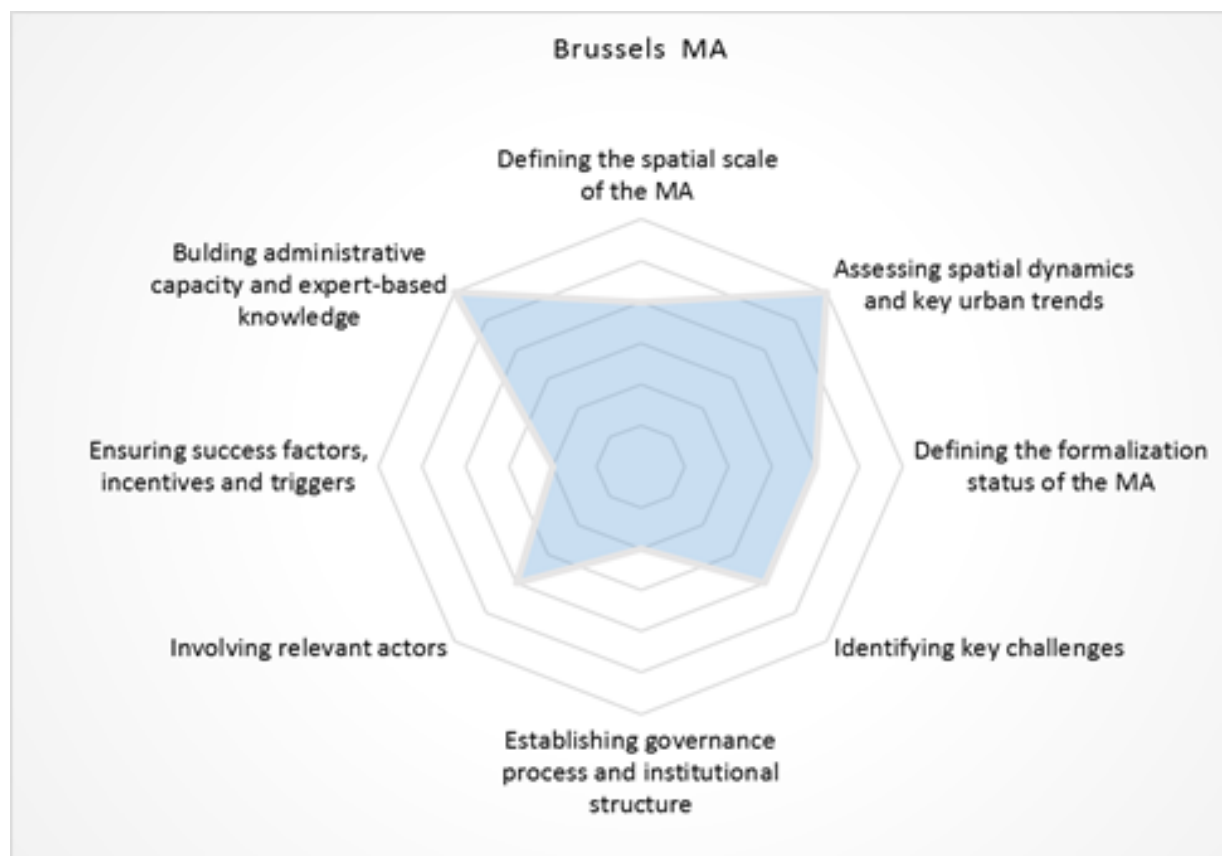 Brussels MA
Defining the spatial scale
of the MA
Assessing spatial dynamics
and key urban trends
Defining the formalization
status of the MA
Identifying key challenges
Establishing governance
process and institutional
structure
Involving relevant actors
Ensuring success factors,
incentives and triggers
Bulding administrative
capacity and expert-based
knowledge